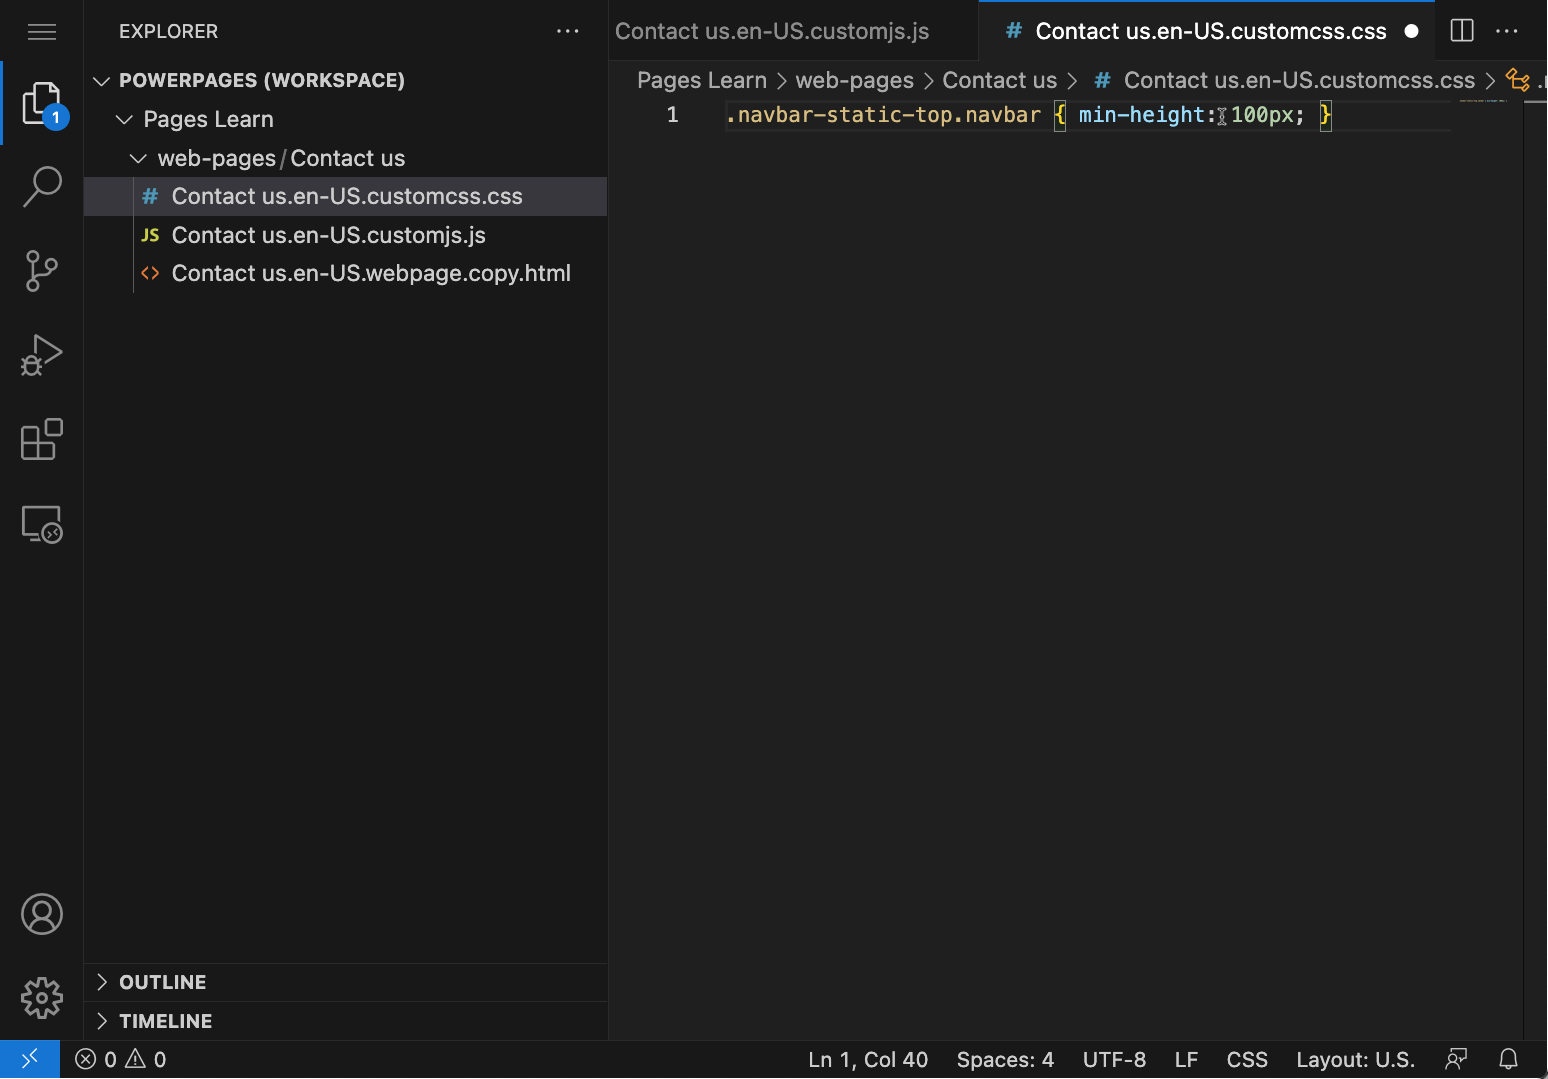 EXPLORER
POWERPAGES (WORKSPACE)
Pages Learn
web-pages / Contact us
# Contact us.en-US.customcss.css
JS Contact us.en-US.customjs.js
<> Contact us.en-US.webpage.copy.html
OUTLINE
TIMELINE
1
Contact us.en-US.customjs.js
# Contact us.en-US.customcss.css
Pages Learn > web-pages > Contact us > # Contact us.en-US.customcss.css >
1 .navbar-static-top.navbar { min-height: 100px; }
0 0
Ln 1, Col 40 Spaces: 4 UTF-8 LF CSS Layout: U.S.